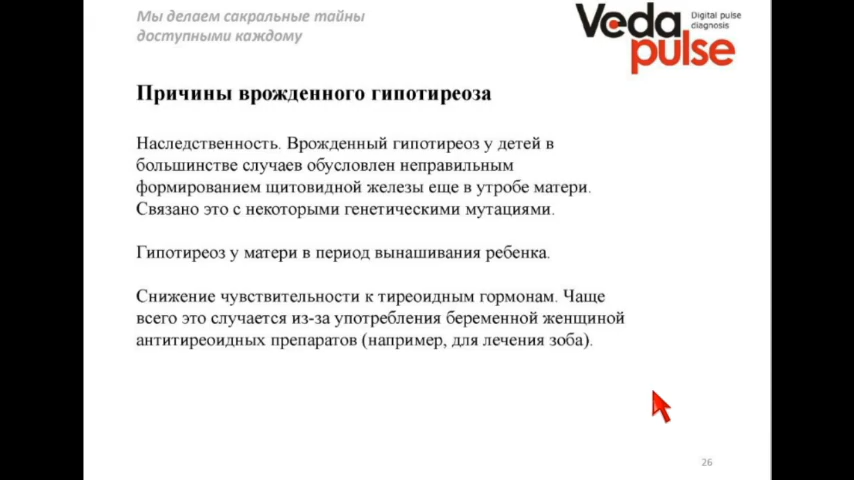 Мы делаем сакральные тайны
доступными каждому
Veda
pulse
Digital pulse
diagnosis
Причины врожденного гипотиреоза
Наследственность. Врожденный гипотиреоз у детей в
большинстве случаев обусловлен неправильным
формированием щитовидной железы еще в утробе матери.
Связано это с некоторыми генетическими мутациями.
Гипотиреоз у матери в период вынашивания ребенка.
Снижение чувствительности к тиреоидным гормонам. Чаще
всего это случается из-за употребления беременной женщиной
антитиреоидных препаратов (например, для лечения зоба).
26